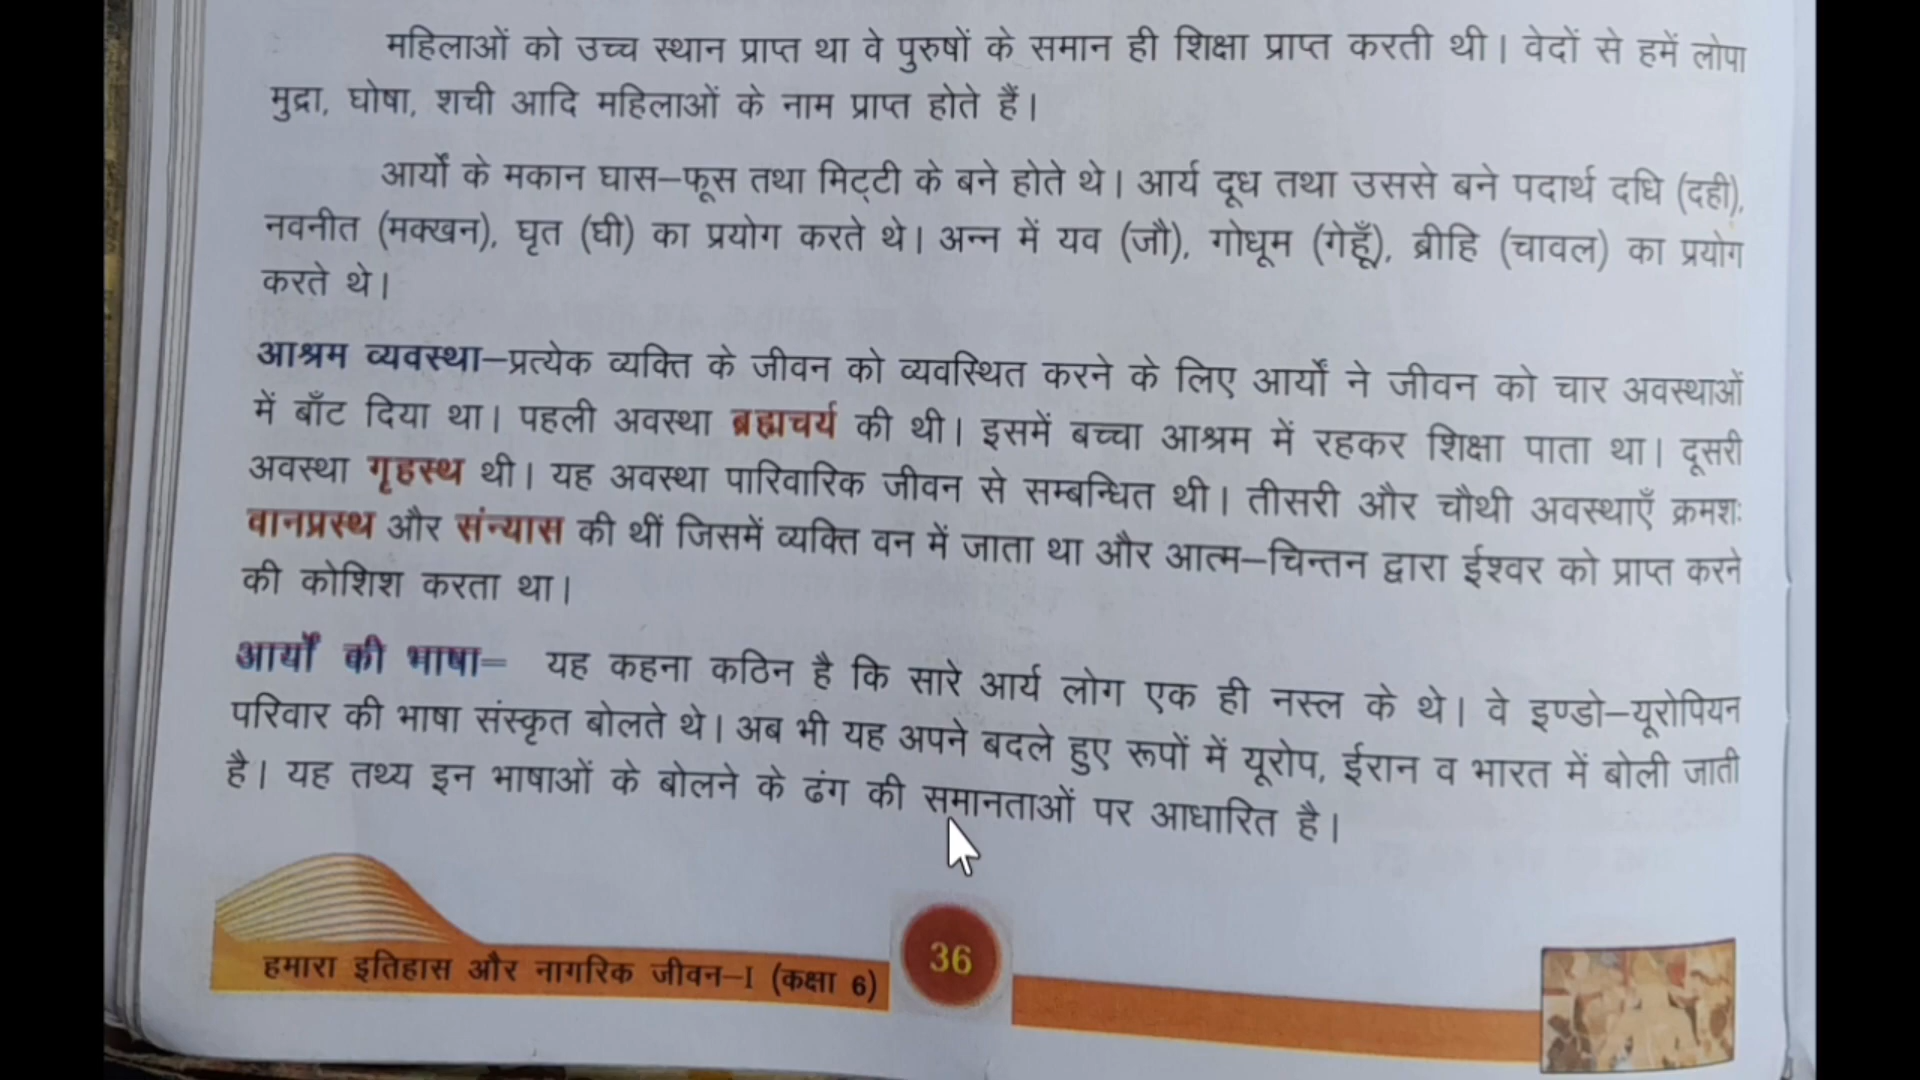 महिलाओं को उच्च स्थान प्राप्त था वे पुरुषों के समान ही शिक्षा प्राप्त करती थी। वेदों से हमें लोपा
मुद्रा, घोषा, शची आदि महिलाओं के नाम प्राप्त होते हैं।
आर्यों के मकान घास–फूस तथा मिट्टी के बने होते थे। आर्य दूध तथा उससे बने पदार्थ दधि (दही),
नवनीत (मक्खन), घृत (घी) का प्रयोग करते थे। अन्न में यव (जौ), गोधूम (गेहूँ), ब्रीहि (चावल) का प्रयोग
करते थे।
आश्रम व्यवस्था–प्रत्येक व्यक्ति के जीवन को व्यवस्थित करने के लिए आर्यों ने जीवन को चार अवस्थाओं
में बाँट दिया था। पहली अवस्था ब्रह्मचर्य की थी। इसमें बच्चा आश्रम में रहकर शिक्षा पाता था। दूसरी
अवस्था गृहस्थ थी। यह अवस्था पारिवारिक जीवन से सम्बन्धित थी। तीसरी और चौथी अवस्थाएँ क्रमशः
वानप्रस्थ और संन्यास की थीं जिसमें व्यक्ति वन में जाता था और आत्म–चिन्तन द्वारा ईश्वर को प्राप्त करने
की कोशिश करता था।
आर्यों की भाषा– यह कहना कठिन है कि सारे आर्य लोग एक ही नस्ल के थे। वे इण्डो–यूरोपियन
परिवार की भाषा संस्कृत बोलते थे। अब भी यह अपने बदले हुए रूपों में यूरोप, ईरान व भारत में बोली जाती
है। यह तथ्य इन भाषाओं के बोलने के ढंग की समानताओं पर आधारित है।
हमारा इतिहास और नागरिक जीवन–I (कक्षा 6)
36